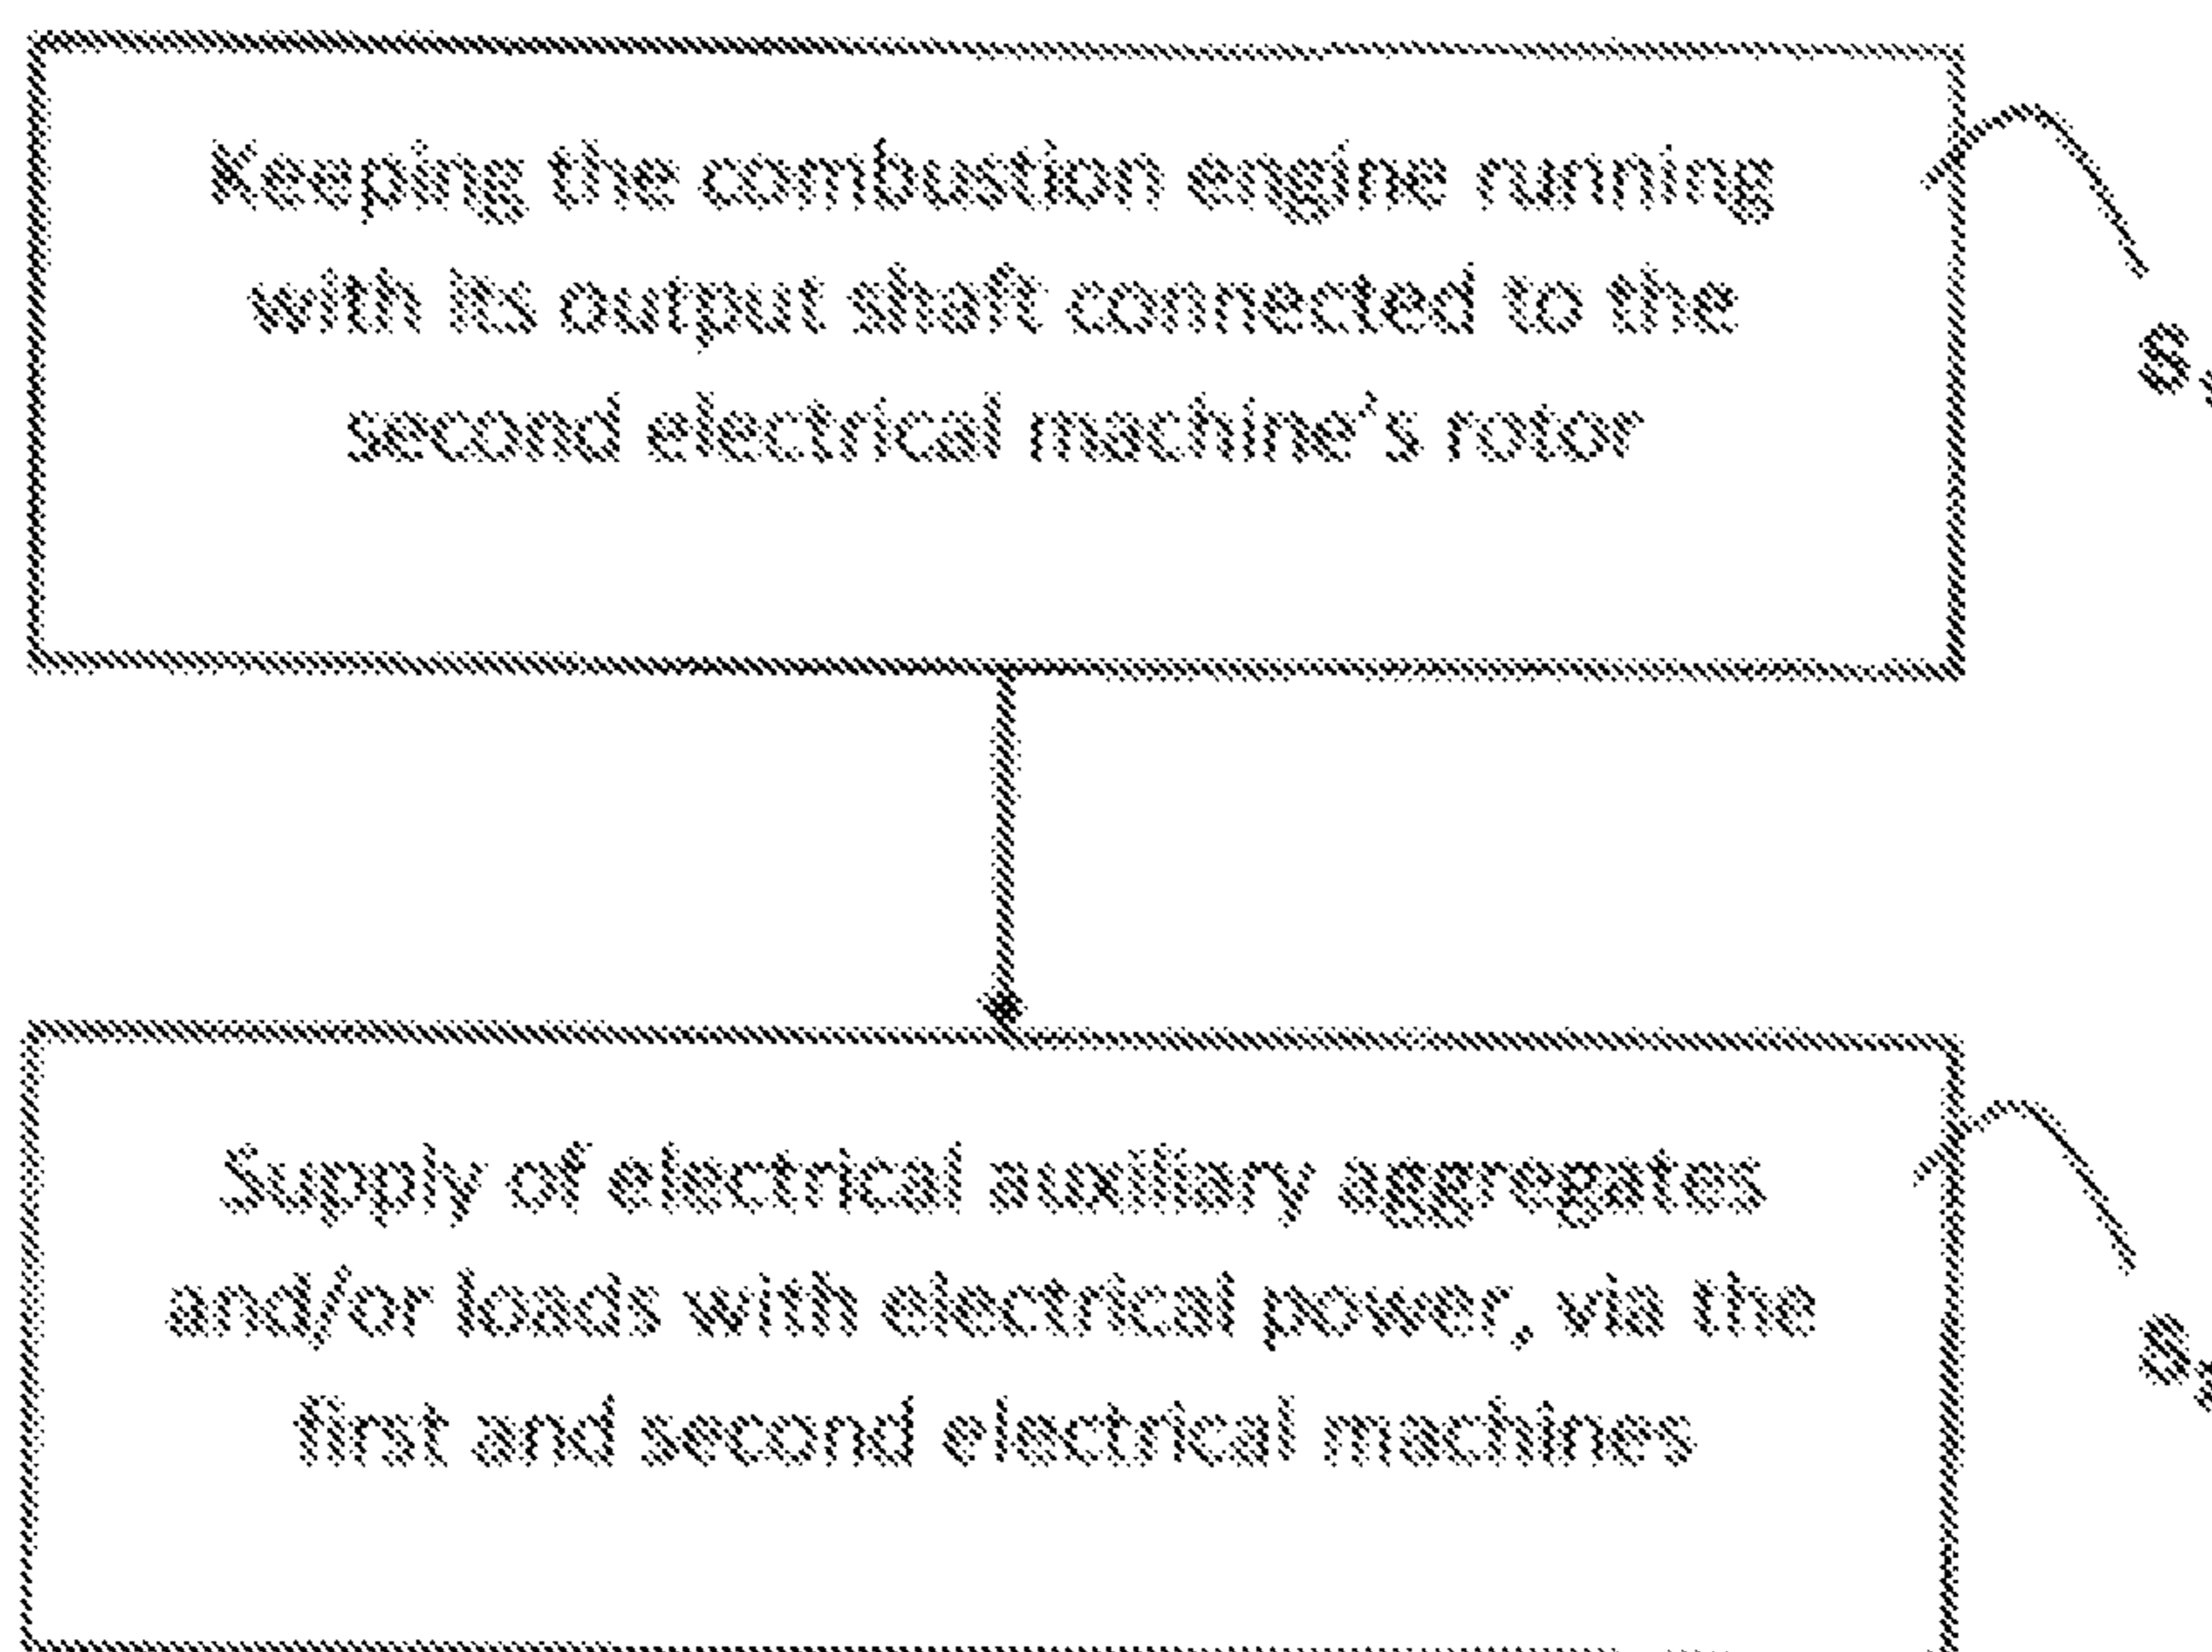 Keeping the combustion engine running
with its output shaft connected to the
second electrical machine's rotor
S
Supply of electrical auxiliary aggregates
and/or loads with electrical power, via the
first and second electrical machines
S